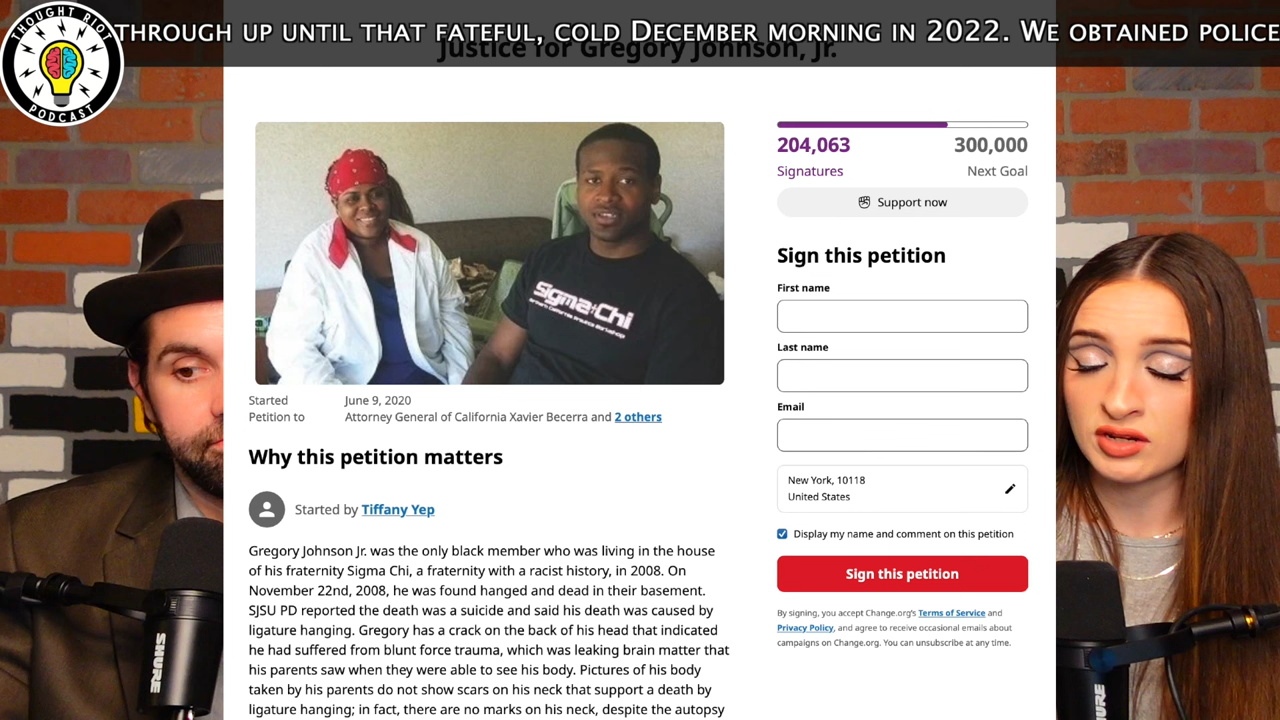 THOUGHT RIOT
PODCAST
THROUGH UP UNTIL THAT FATEFUL, COLD DECEMBER MORNING IN 2022. WE OBTAINED POLICE
Justice for Gregory Johnson, Jr.
204,063
300,000
Signatures
Next Goal
Support now
Sign this petition
First name
Last name
Email
New York, 10118
United States
Display my name and comment on this petition
Sign this petition
By signing, you accept Change.org's Terms of Service and
Privacy Policy, and agree to receive occasional emails about
campaigns on Change.org. You can unsubscribe at any time.
Sigma Chi
Started June 9, 2020
Petition to Attorney General of California Xavier Becerra and 2 others
Why this petition matters
Started by Tiffany Yep
Gregory Johnson Jr. was the only black member who was living in the house
of his fraternity Sigma Chi, a fraternity with a racist history, in 2008. On
November 22nd, 2008, he was found hanged and dead in their basement.
SJSU PD reported the death was a suicide and said his death was caused by
ligature hanging. Gregory has a crack on the back of his head that indicated
he had suffered from blunt force trauma, which was leaking brain matter that
his parents saw when they were able to see his body. Pictures of his body
taken by his parents do not show scars on his neck that support a death by
ligature hanging; in fact, there are no marks on his neck, despite the autopsy
SHURE
SHURE